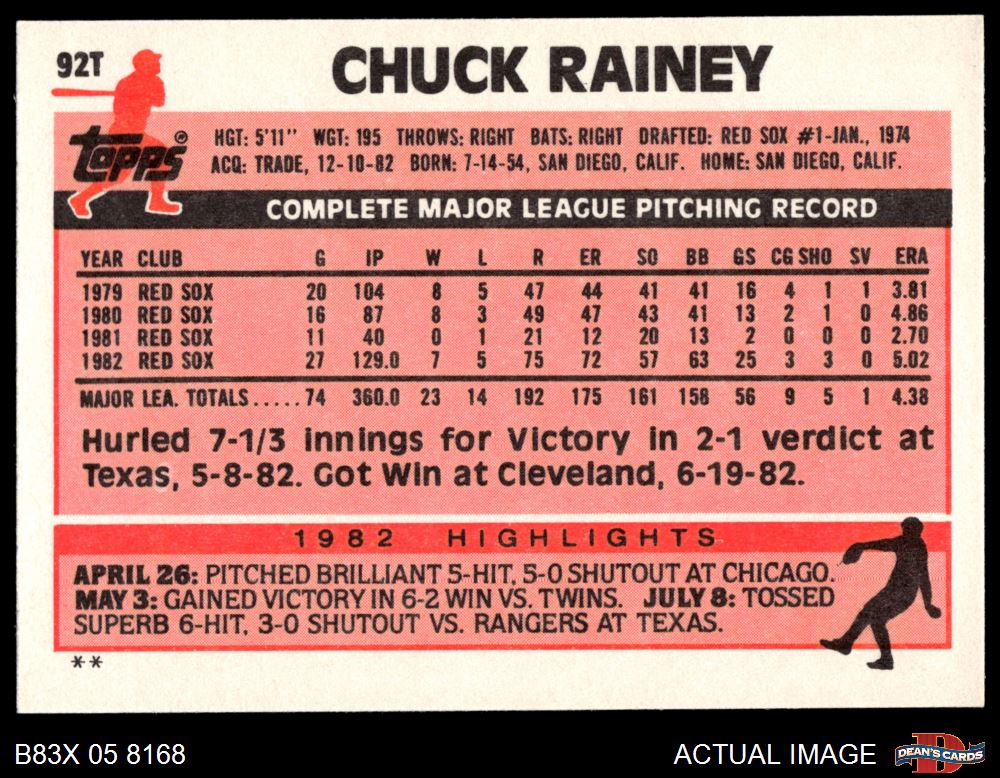 92T
CHUCK RAINEY
topps ®
HGT: 5'11" WGT: 195 THROWS: RIGHT BATS: RIGHT DRAFTED: RED SOX #1-JAN., 1974
ACQ: TRADE, 12-10-82 BORN: 7-14-54, SAN DIEGO, CALIF. HOME: SAN DIEGO, CALIF.
COMPLETE MAJOR LEAGUE PITCHING RECORD
YEAR CLUB G IP W L R ER SO BB GS CG SHO SV ERA
1979 RED SOX 20 104 8 5 47 44 41 41 16 4 1 1 3.81
1980 RED SOX 16 87 8 3 49 47 43 41 13 2 1 0 4.86
1981 RED SOX 11 40 0 1 21 12 20 13 2 0 0 0 2.70
1982 RED SOX 27 129.0 7 5 75 72 57 63 25 3 3 0 5.02
MAJOR LEA. TOTALS.....74 360.0 23 14 192 175 161 158 56 9 5 1 4.38
Hurled 7-1/3 innings for Victory in 2-1 verdict at
Texas, 5-8-82. Got Win at Cleveland, 6-19-82.
1982 HIGHLIGHTS
APRIL 26: PITCHED BRILLIANT 5-HIT, 5-0 SHUTOUT AT CHICAGO.
MAY 3: GAINED VICTORY IN 6-2 WIN VS. TWINS. JULY 8: TOSSED
SUPERB 6-HIT, 3-0 SHUTOUT VS. RANGERS AT TEXAS.
**
B83X 05 8168
ACTUAL IMAGE
D
DEAN'S CARDS